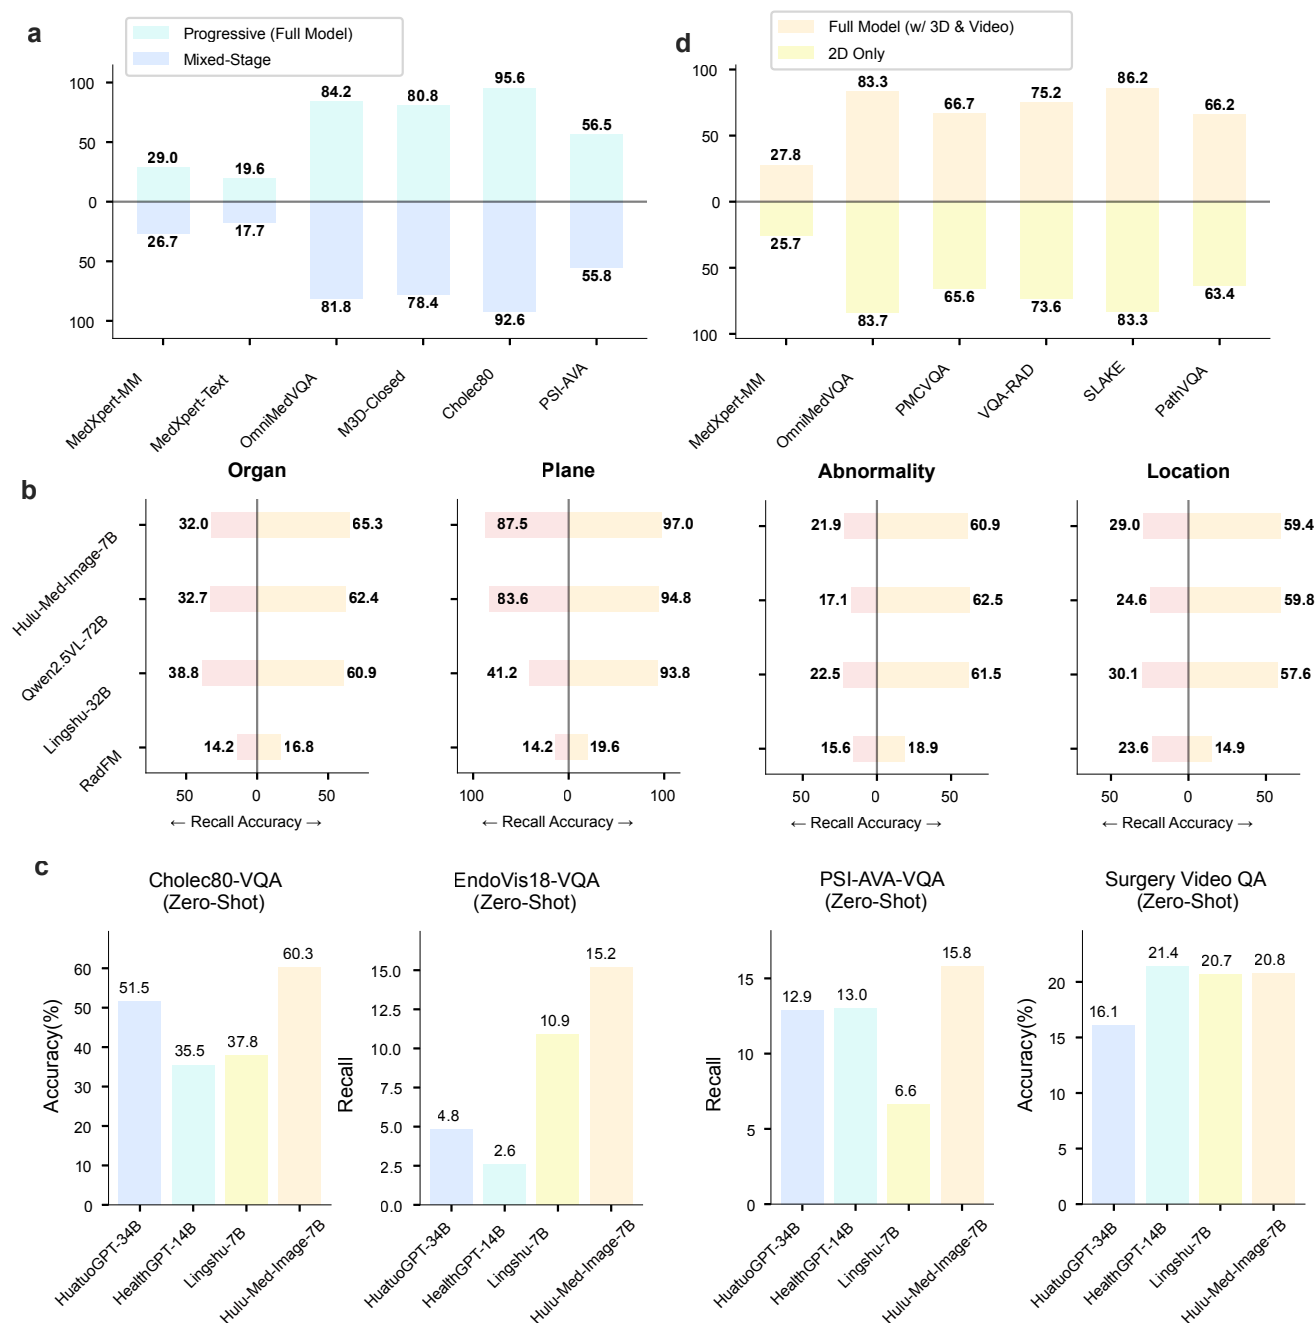 a
Progressive (Full Model)
Mixed-Stage
100
50
0
50
100
29.0
19.6
84.2
80.8
95.6
56.5
26.7
17.7
81.8
78.4
92.6
55.8
MedXpert-MM
MedXpert-Text
OmniMedVQA
M3D-Closed
Cholec80
PSI-AVA
d
Full Model (w/ 3D & Video)
2D Only
100
50
0
50
100
27.8
83.3
66.7
75.2
86.2
66.2
25.7
83.7
65.6
73.6
83.3
63.4
MedXpert-MM
OmniMedVQA
PMCVQA
VQA-RAD
SLAKE
PathVQA
b
Hulu-Med-Image-7B
Qwen2.5VL-72B
Lingshu-32B
RadFM
Organ
32.0 65.3
32.7 62.4
38.8 60.9
14.2 16.8
50 0 50
← Recall Accuracy →
Plane
87.5 97.0
83.6 94.8
41.2 93.8
14.2 19.6
100 0 100
← Recall Accuracy →
Abnormality
21.9 60.9
17.1 62.5
22.5 61.5
15.6 18.9
50 0 50
← Recall Accuracy →
Location
29.0 59.4
24.6 59.8
30.1 57.6
23.6 14.9
50 0 50
← Recall Accuracy →
c
Cholec80-VQA
(Zero-Shot)
Accuracy(%)
60
50
40
30
20
10
0
51.5
35.5
37.8
60.3
HuatuoGPT-34B
HealthGPT-14B
Lingshu-7B
Hulu-Med-Image-7B
EndoVis18-VQA
(Zero-Shot)
Recall
15.0
12.5
10.0
7.5
5.0
2.5
0.0
4.8
2.6
10.9
15.2
HuatuoGPT-34B
HealthGPT-14B
Lingshu-7B
Hulu-Med-Image-7B
PSI-AVA-VQA
(Zero-Shot)
Recall
15
10
5
0
12.9
13.0
6.6
15.8
HuatuoGPT-34B
HealthGPT-14B
Lingshu-7B
Hulu-Med-Image-7B
Surgery Video QA
(Zero-Shot)
Accuracy(%)
20
15
10
5
0
16.1
21.4
20.7
20.8
HuatuoGPT-34B
HealthGPT-14B
Lingshu-7B
Hulu-Med-Image-7B